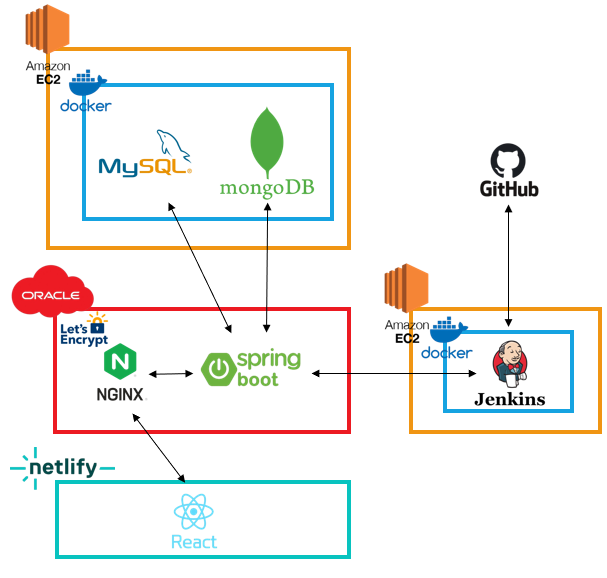 Amazon
EC2
docker
MySQL®
mongoDB
GitHub
ORACLE
Let's
Encrypt
NGINX
spring
boot
Amazon
EC2
docker
Jenkins
netlify
React